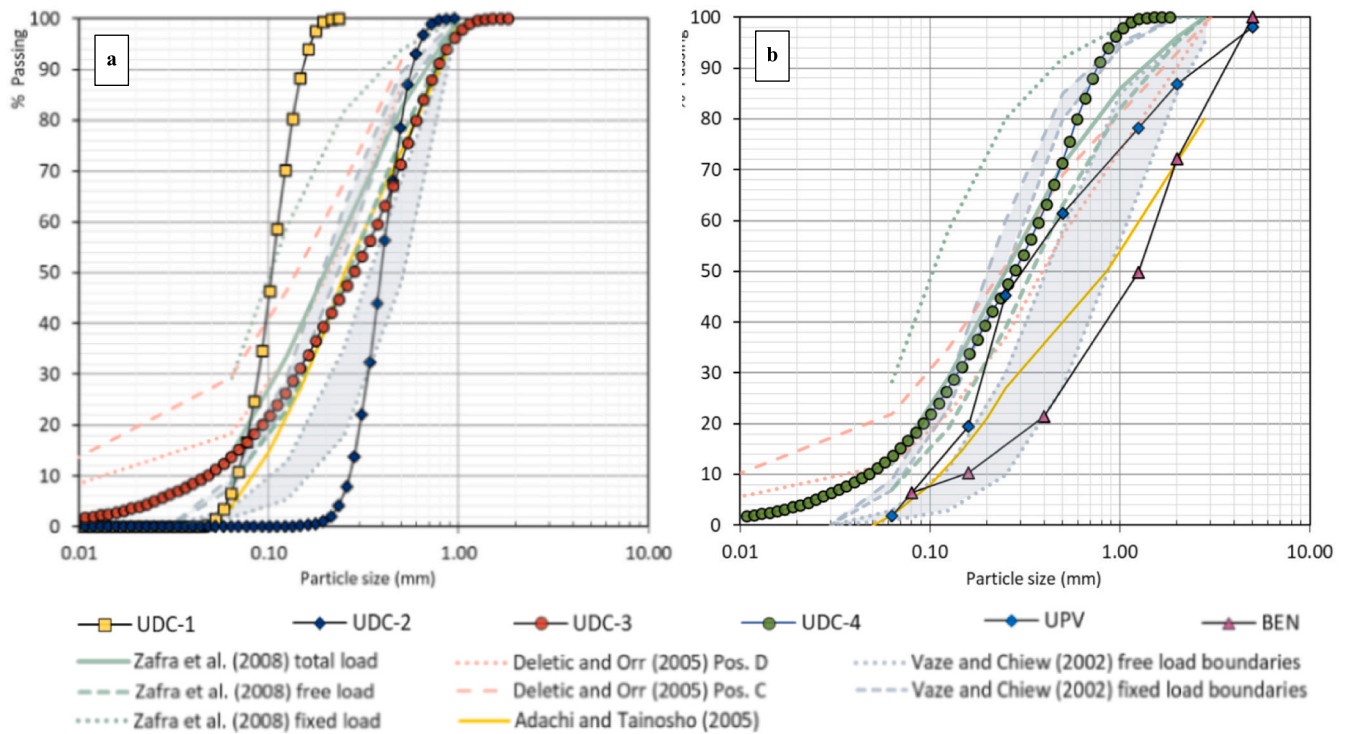 a
% Passing
100
90
80
70
60
50
40
30
20
10
0
0.01 0.10 1.00 10.00
Particle size (mm)
b
% Passing
100
90
80
70
60
50
40
30
20
10
0
0.01 0.10 1.00 10.00
Particle size (mm)
UDC-1 UDC-2 UDC-3 UDC-4 UPV BEN
Zafra et al. (2008) total load Deletic and Orr (2005) Pos. D Vaze and Chiew (2002) free load boundaries
Zafra et al. (2008) free load Deletic and Orr (2005) Pos. C Vaze and Chiew (2002) fixed load boundaries
Zafra et al. (2008) fixed load Adachi and Tainosho (2005)